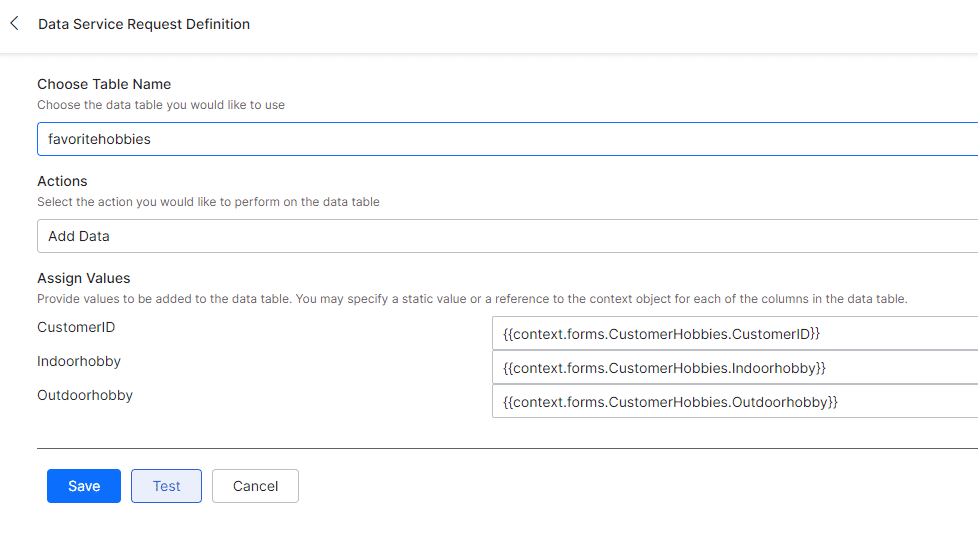 Data Service Request Definition
Choose Table Name
Choose the data table you would like to use
favoritehobbies
Actions
Select the action you would like to perform on the data table
Add Data
Assign Values
Provide values to be added to the data table. You may specify a static value or a reference to the context object for each of the columns in the data table.
CustomerID {{context.forms.CustomerHobbies.CustomerID}}
Indoorhobby {{context.forms.CustomerHobbies.Indoorhobby}}
Outdoorhobby {{context.forms.CustomerHobbies.Outdoorhobby}}
Save Test Cancel